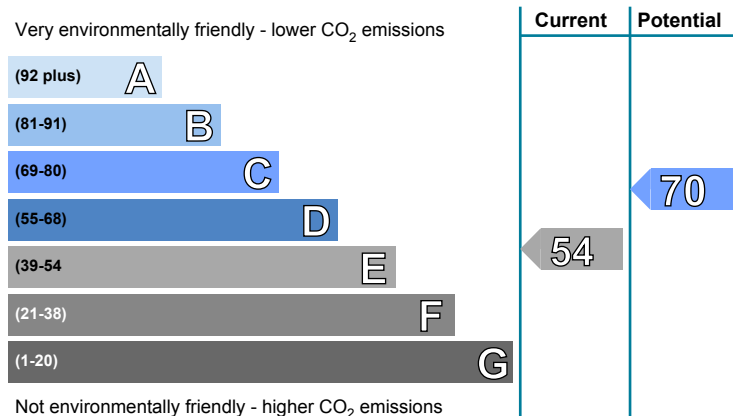 Very environmentally friendly - lower CO2 emissions
Current
Potential
(92 plus) A
(81-91) B
(69-80) C
70
(55-68) D
54
(39-54 E
(21-38) F
(1-20) G
Not environmentally friendly - higher CO2 emissions